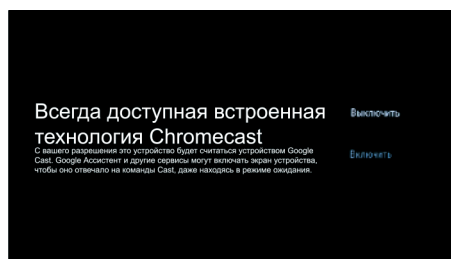 Всегда доступная встроенная
технология Chromecast
С вашего разрешения это устройство будет считаться устройством Google
Cast. Google Ассистент и другие сервисы могут включать экран устройства,
чтобы оно отвечало на команды Cast, даже находясь в режиме ожидания.
Выключить
Включить